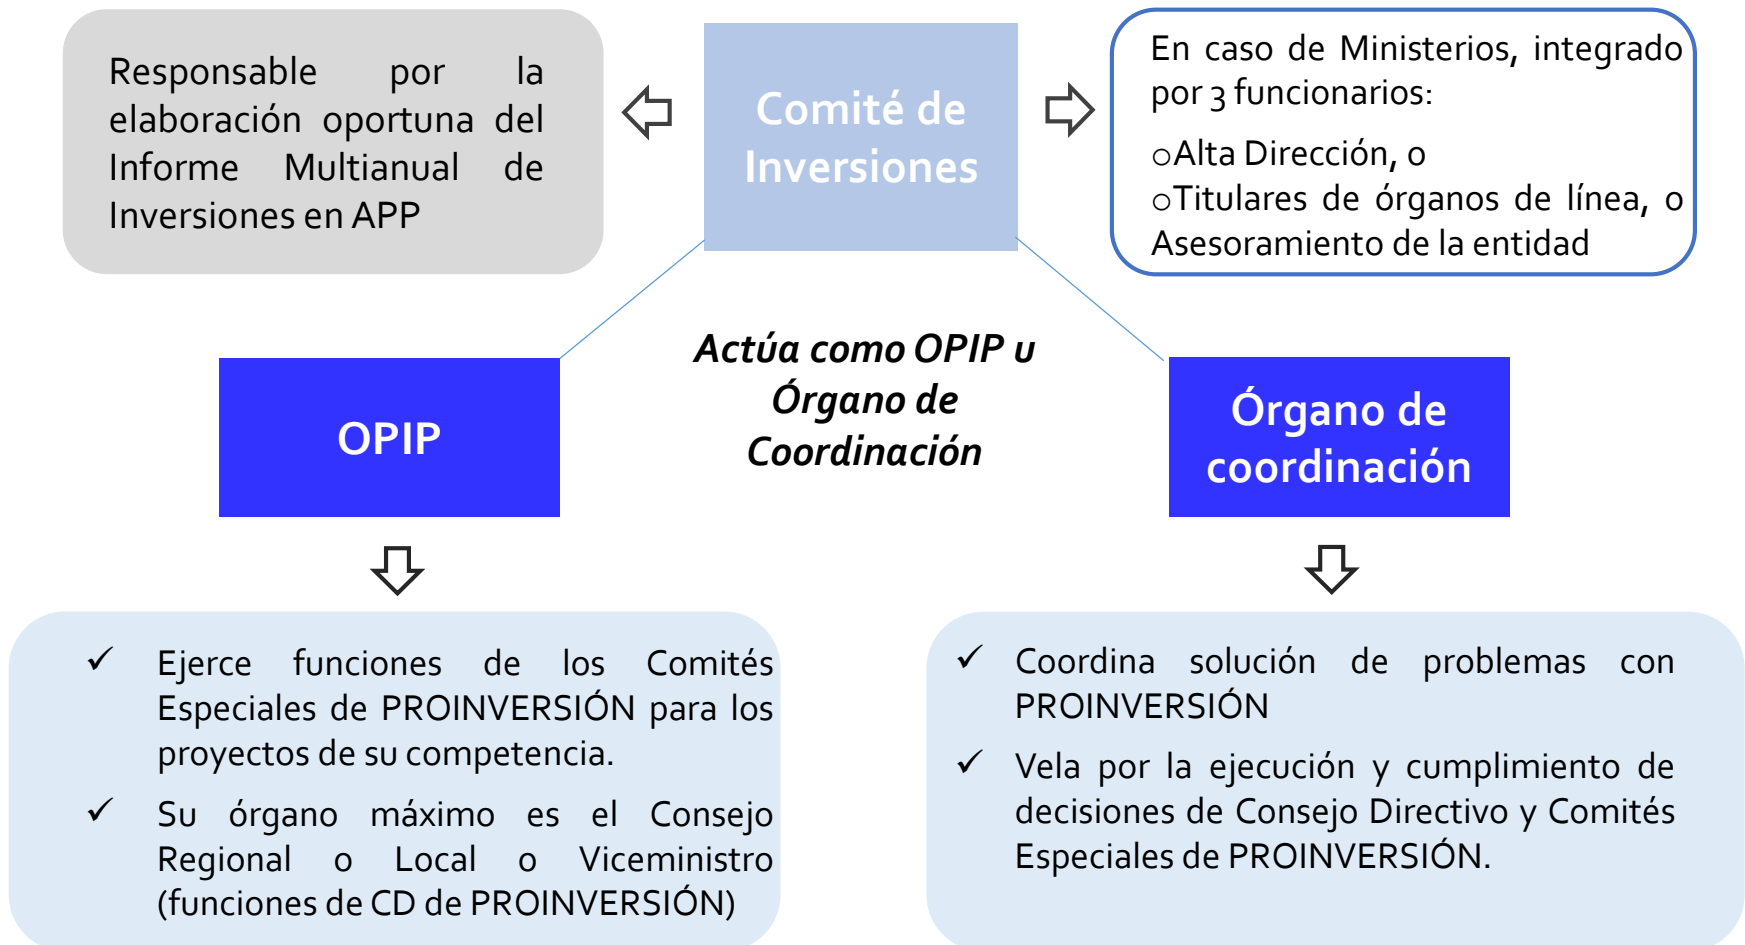 Responsable por la
elaboración oportuna del
Informe Multianual de
Inversiones en APP
Comité de
Inversiones
En caso de Ministerios, integrado
por 3 funcionarios:
oAlta Dirección, o
oTitulares de órganos de línea, o
Asesoramiento de la entidad
Actúa como OPIP u
Órgano de
Coordinación
OPIP
Órgano de
coordinación
✓ Ejerce funciones de los Comités
Especiales de PROINVERSIÓN para los
proyectos de su competencia.
✓ Su órgano máximo es el Consejo
Regional o Local o Viceministro
(funciones de CD de PROINVERSIÓN)
✓ Coordina solución de problemas con
PROINVERSIÓN
✓ Vela por la ejecución y cumplimiento de
decisiones de Consejo Directivo y Comités
Especiales de PROINVERSIÓN.